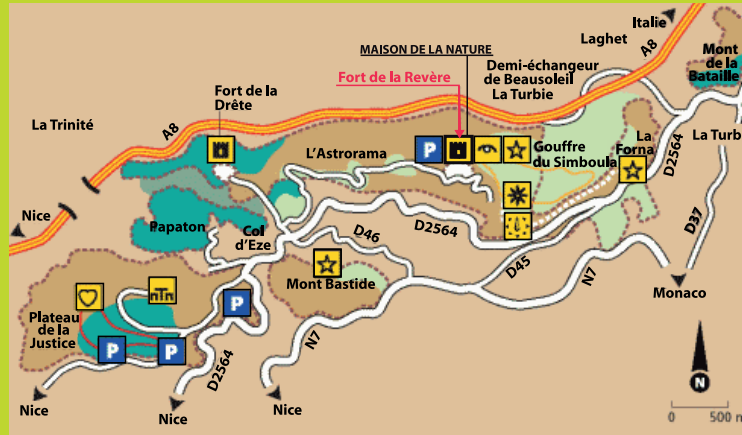 Italie
Laghet
A8
Mont
de la
Bataille
MAISON DE LA NATURE
Demi-échangeur
de Beausoleil
La Turbie
Fort de la Revère
Fort de la
Drête
La Trinité
A8
L'Astrorama
P
Gouffre
du Simboula
La
Forna
D2564
La Turb
Nice
Papaton
Col
d'Eze
D2564
D46
D45
D37
Mont Bastide
N7
Monaco
Plateau
de la
Justice
P
P
P
D2564
N7
Nice
Nice
Nice
N
0 500 m